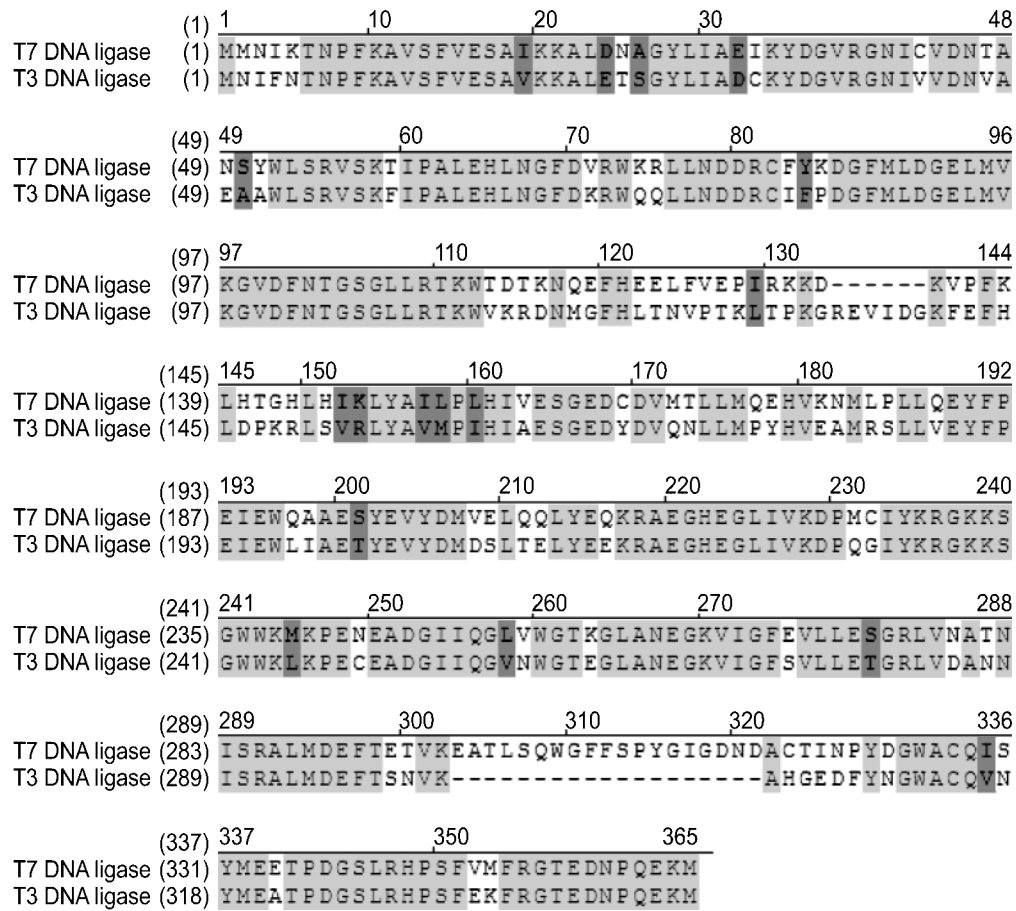 (1) 1 10 20 30 48
T7 DNA ligase (1) MMNIKTNPFKAVSFVESAIKKALDNAGYLIAEIKYDGVRGNICVDNTA
T3 DNA ligase (1) MNIFNTNPFKAVSFVESAVKKALETSGYLIADCKYDGVRGNIVVDNVA
(49) 49 60 70 80 96
T7 DNA ligase (49) NSYWLSRVSKTIPALEHLNGFDVRWKRLLNDDRCFYKDGFMLDGELMV
T3 DNA ligase (49) EAAWLSRVSKFIPALEHLNGFDKRWQQLLNDDRCIFPDGFMLDGELMV
(97) 97 110 120 130 144
T7 DNA ligase (97) KGVDFNTGSGLLRTKWTDTKNQEFHEELFVEPIRKKD------KVPFK
T3 DNA ligase (97) KGVDFNTGSGLLRTKWVKRDNMGFHLTNVPTKLTPKGREVIDGKFEFH
(145) 145 150 160 170 180 192
T7 DNA ligase (139) LHTGHLHIKLYAILPLHIVESGEDCDVMTLLMQEHVKNMLPLLQEYFP
T3 DNA ligase (145) LDPKRLSVRLYAVMPIHIAESGEDYDVQNLLMPYHVEAMRSLLVEYFP
(193) 193 200 210 220 230 240
T7 DNA ligase (187) EIEWQAAESYEVYDMVELQQLYEQKRAEGHEGLIVKDPMCIYKRGKKS
T3 DNA ligase (193) EIEWLIAETYEVYDMDSLTELYEEKRAEGHEGLIVKDPQGIYKRGKKS
(241) 241 250 260 270 288
T7 DNA ligase (235) GWWKMKPENEADGIIQGLVWGTKGLANEGKVIGFEVLLESGRLVNATN
T3 DNA ligase (241) GWWKLKPECEADGIIQGVNWGTEGLANEGKVIGFSVLLETGRLVDANN
(289) 289 300 310 320 336
T7 DNA ligase (283) ISRALMDEFTETVKEATLSQWGFFSPYGIGDNDACTINPYDGWACQIS
T3 DNA ligase (289) ISRALMDEFTSNVK-------------------AHGEDFYNGWACQVN
(337) 337 350 365
T7 DNA ligase (331) YMEETPDGSLRHPSFVMFRGTEDNPQEKM
T3 DNA ligase (318) YMEATPDGSLRHPSFEKFRGTEDNPQEKM